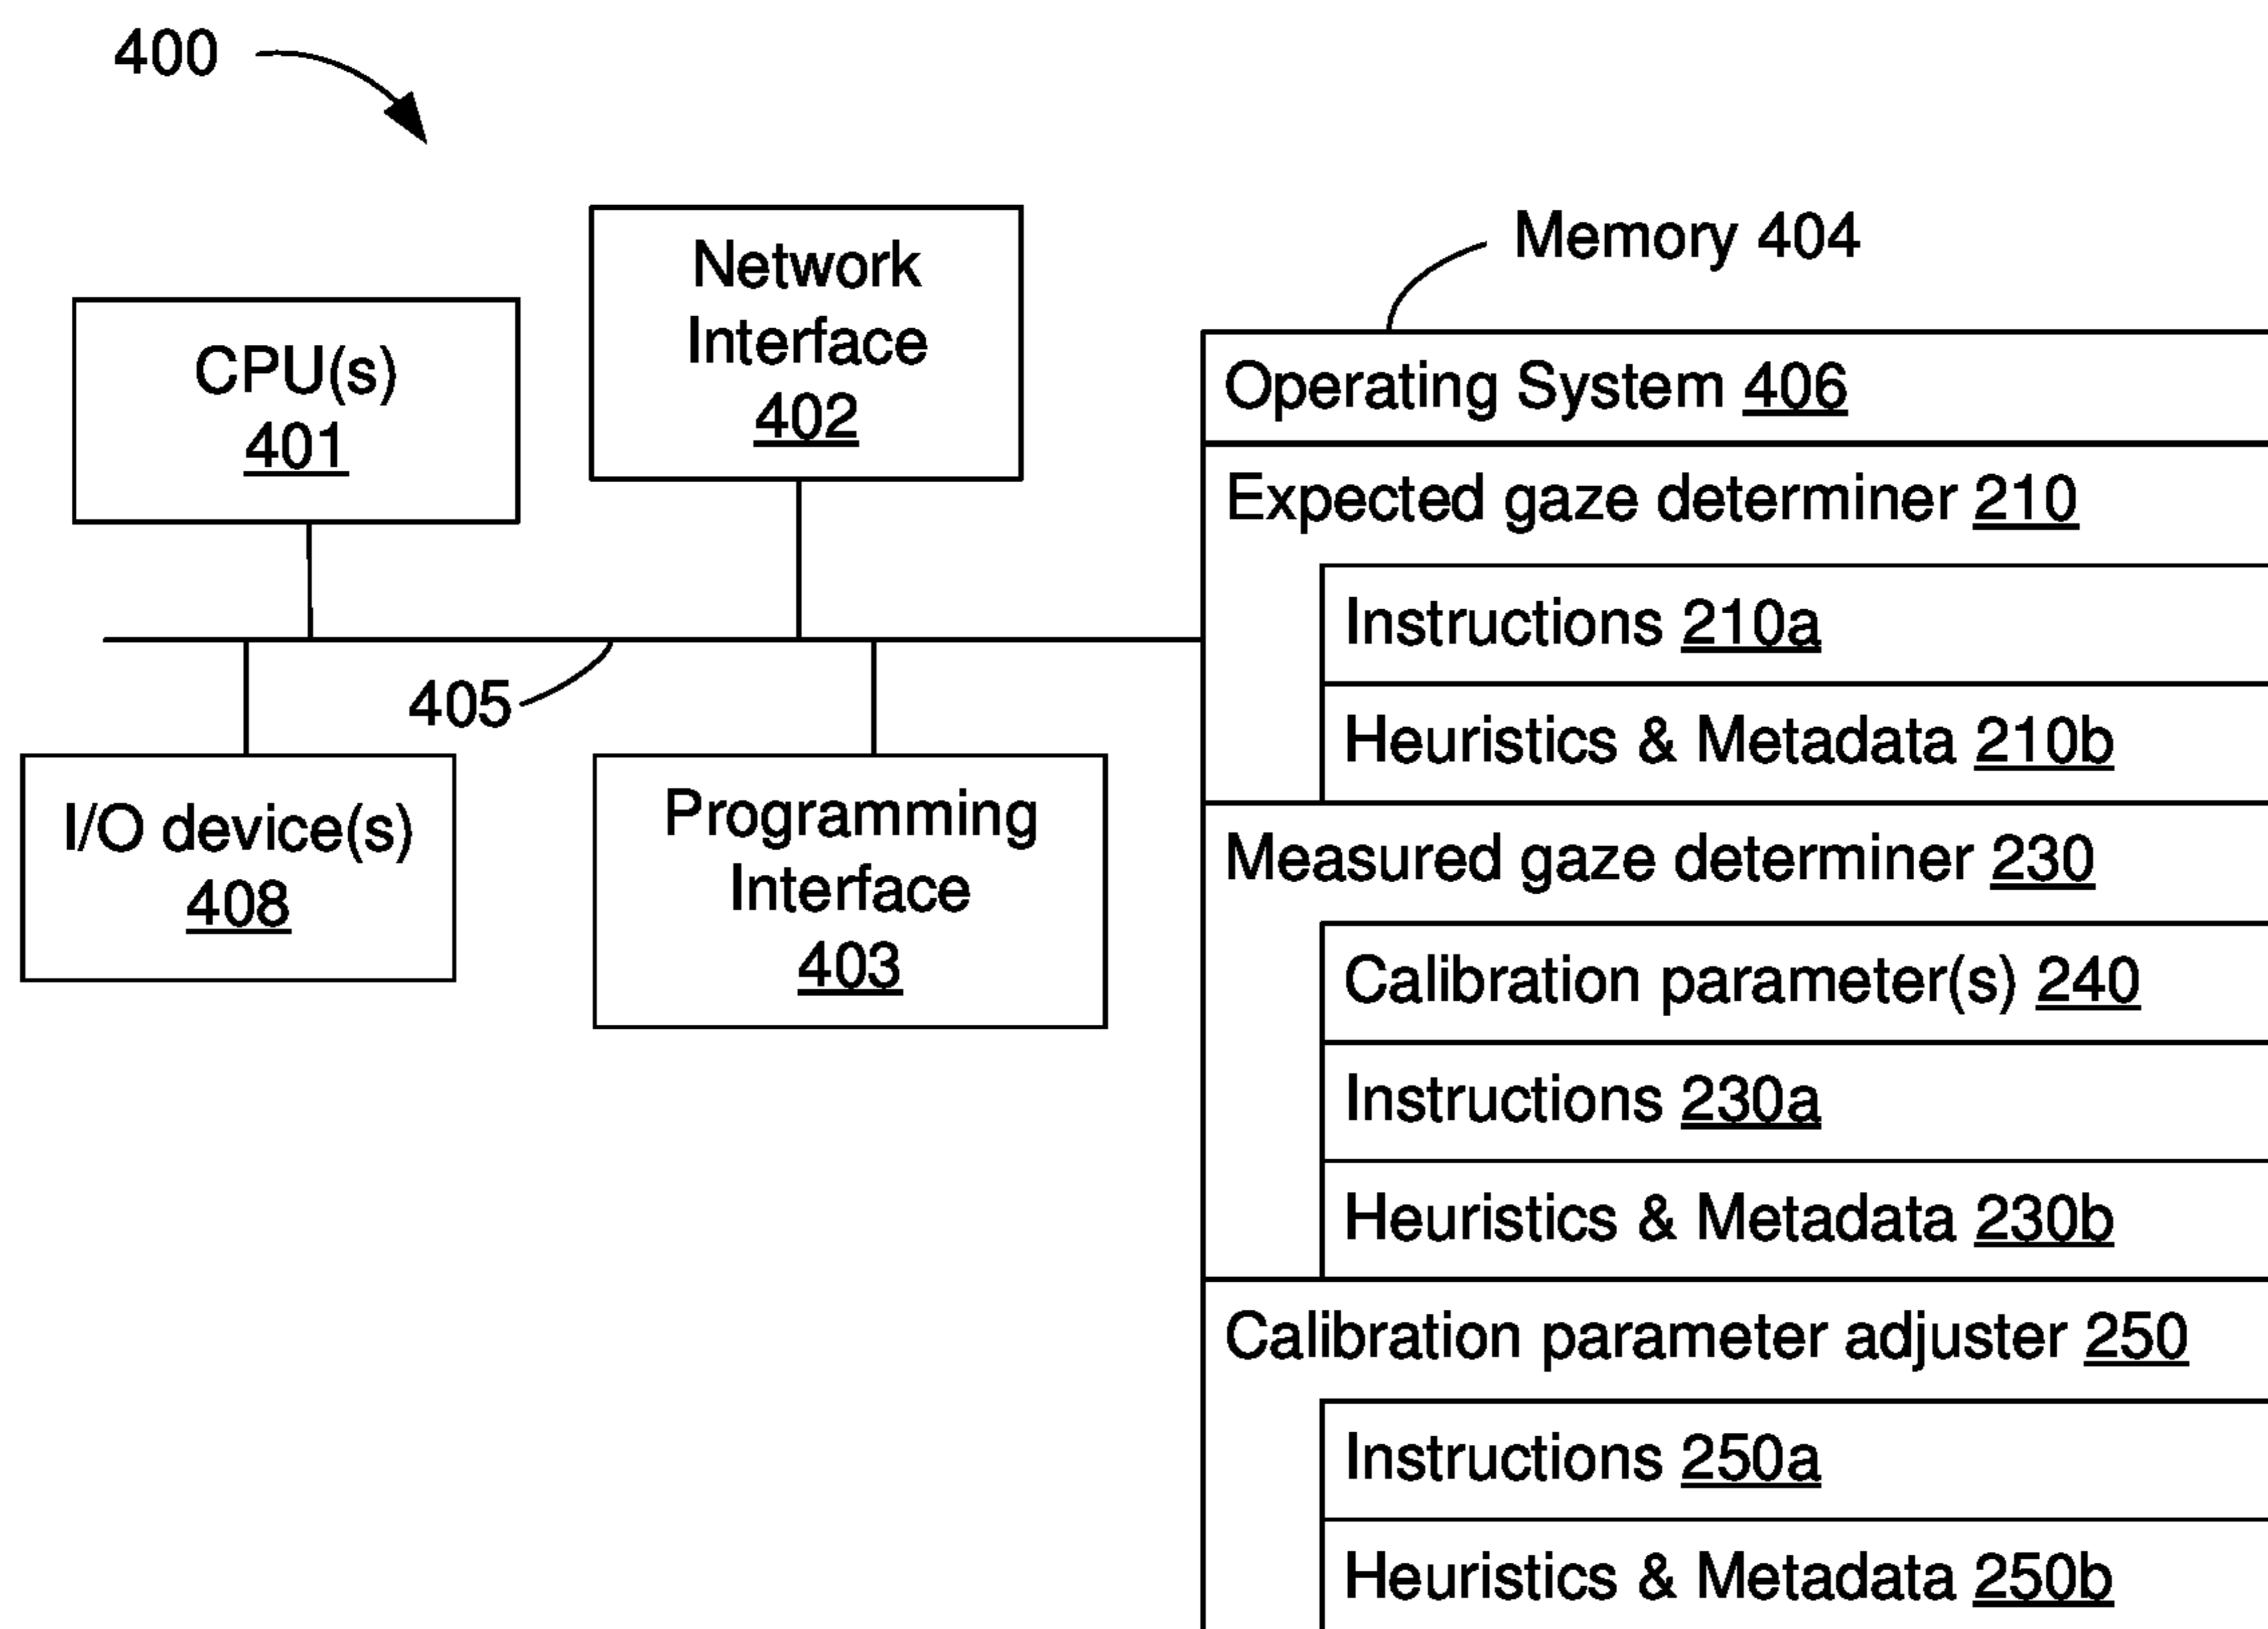 400
CPU(s)
401
Network
Interface
402
405
I/O device(s)
408
Programming
Interface
403
Memory 404
Operating System 406
Expected gaze determiner 210
Instructions 210a
Heuristics & Metadata 210b
Measured gaze determiner 230
Calibration parameter(s) 240
Instructions 230a
Heuristics & Metadata 230b
Calibration parameter adjuster 250
Instructions 250a
Heuristics & Metadata 250b